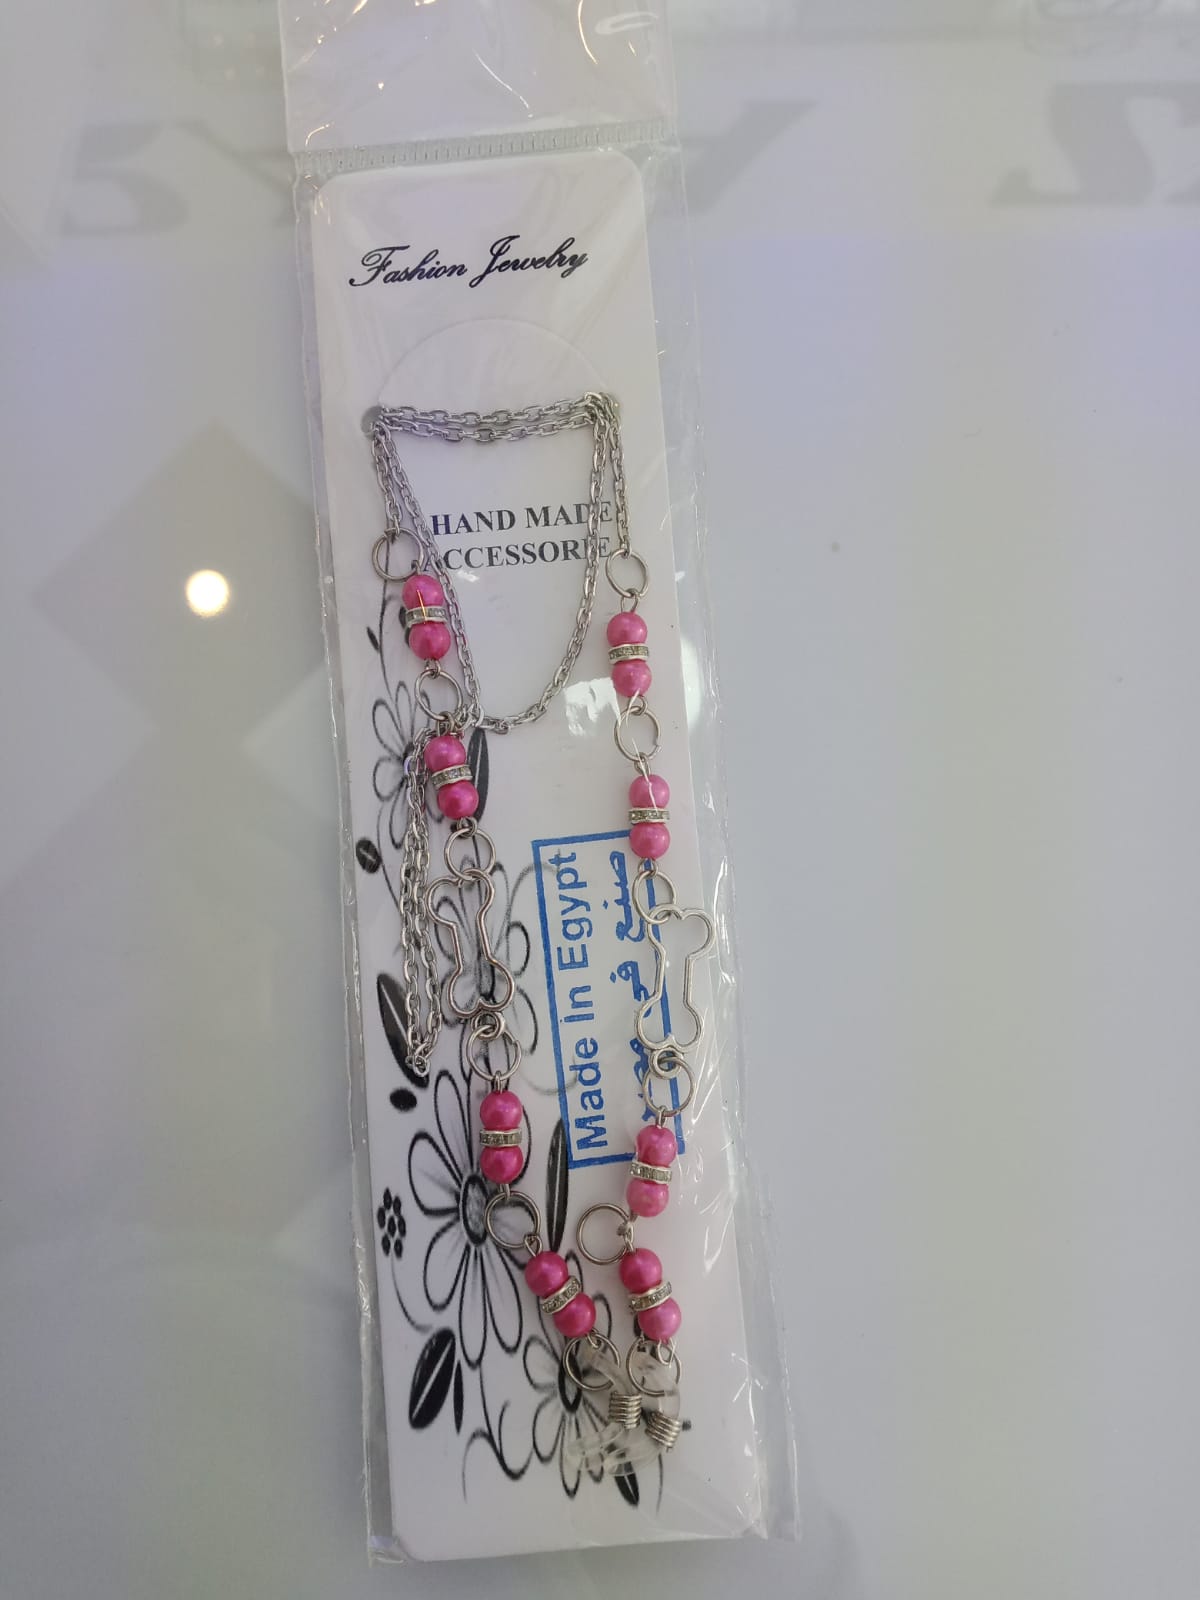 Fashion Jewelry
HAND MADE
ACCESSORIE
Made In Egypt
صنع في مصر